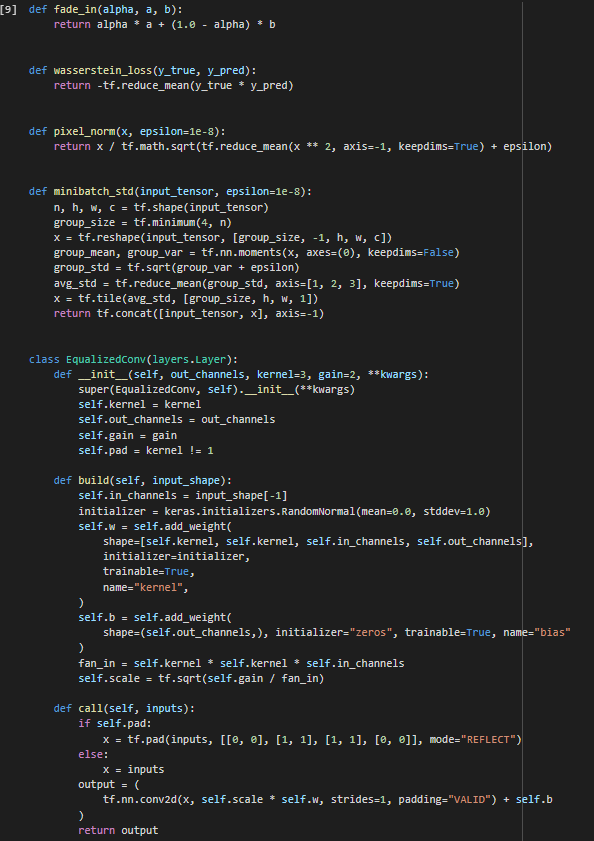 [9] def fade_in(alpha, a, b):
    return alpha * a + (1.0 - alpha) * b
def wasserstein_loss(y_true, y_pred):
    return -tf.reduce_mean(y_true * y_pred)
def pixel_norm(x, epsilon=1e-8):
    return x / tf.math.sqrt(tf.reduce_mean(x ** 2, axis=-1, keepdims=True) + epsilon)
def minibatch_std(input_tensor, epsilon=1e-8):
    n, h, w, c = tf.shape(input_tensor)
    group_size = tf.minimum(4, n)
    x = tf.reshape(input_tensor, [group_size, -1, h, w, c])
    group_mean, group_var = tf.nn.moments(x, axes=(0), keepdims=False)
    group_std = tf.sqrt(group_var + epsilon)
    avg_std = tf.reduce_mean(group_std, axis=[1, 2, 3], keepdims=True)
    x = tf.tile(avg_std, [group_size, h, w, 1])
    return tf.concat([input_tensor, x], axis=-1)
class EqualizedConv(layers.Layer):
    def __init__(self, out_channels, kernel=3, gain=2, **kwargs):
        super(EqualizedConv, self).__init__(**kwargs)
        self.kernel = kernel
        self.out_channels = out_channels
        self.gain = gain
        self.pad = kernel != 1
    def build(self, input_shape):
        self.in_channels = input_shape[-1]
        initializer = keras.initializers.RandomNormal(mean=0.0, stddev=1.0)
        self.w = self.add_weight(
            shape=[self.kernel, self.kernel, self.in_channels, self.out_channels],
            initializer=initializer,
            trainable=True,
            name="kernel",
        )
        self.b = self.add_weight(
            shape=(self.out_channels,), initializer="zeros", trainable=True, name="bias"
        )
        fan_in = self.kernel * self.kernel * self.in_channels
        self.scale = tf.sqrt(self.gain / fan_in)
    def call(self, inputs):
        if self.pad:
            x = tf.pad(inputs, [[0, 0], [1, 1], [1, 1], [0, 0]], mode="REFLECT")
        else:
            x = inputs
        output = (
            tf.nn.conv2d(x, self.scale * self.w, strides=1, padding="VALID") + self.b
        )
        return output